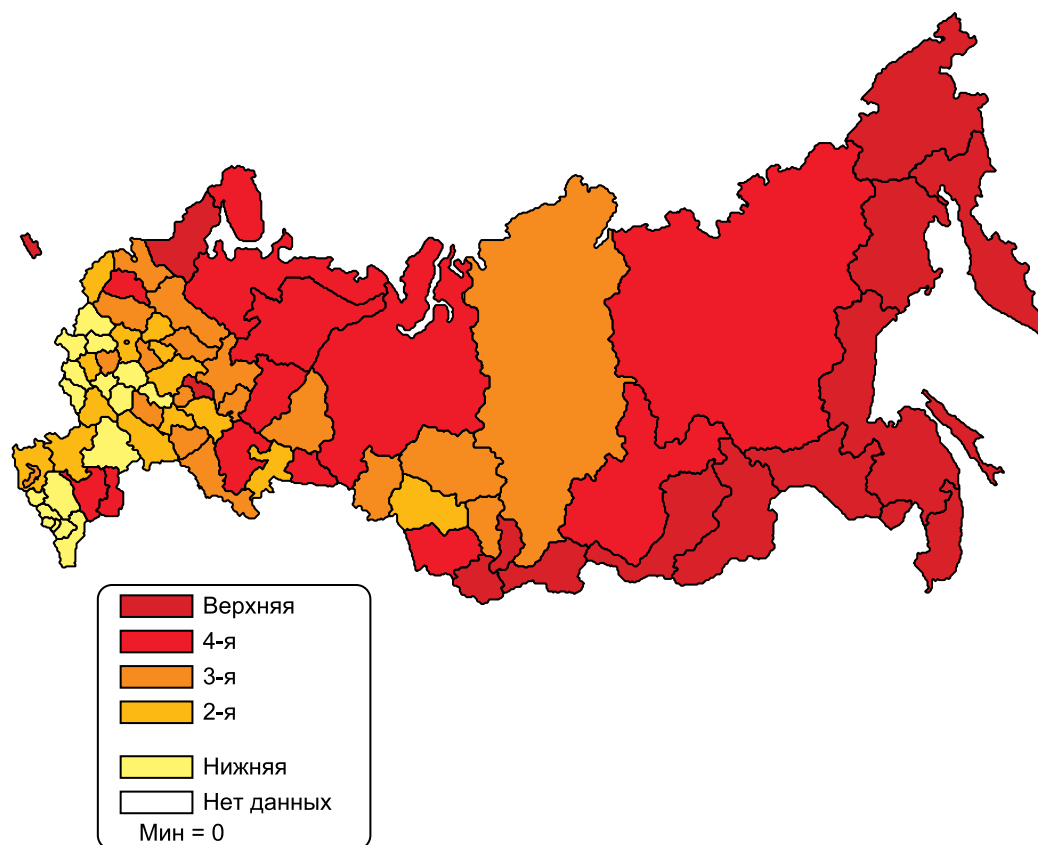 Верхняя
4-я
3-я
2-я
Нижняя
Нет данных
Мин = 0